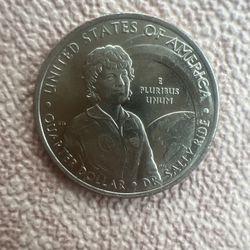 UNITED STATES OF AMERICA
E
PLURIBUS
UNUM
QUARTER DOLLAR • DR. SALLY RIDE